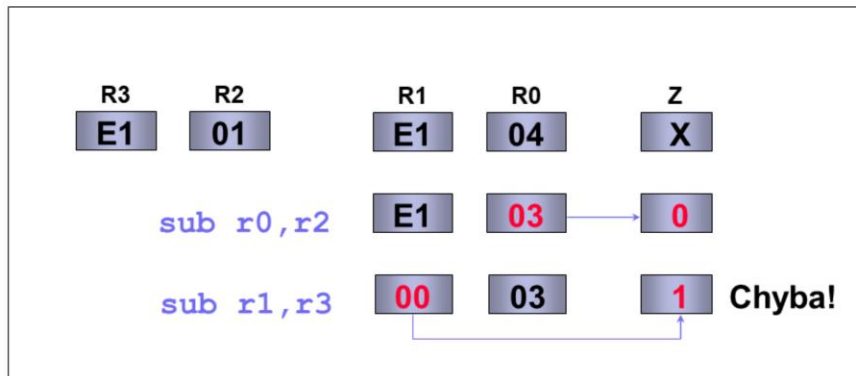 R3 R2 R1 R0 Z
E1 01 E1 04 X
sub r0,r2 E1 03 0
sub r1,r3 00 03 1 Chyba!